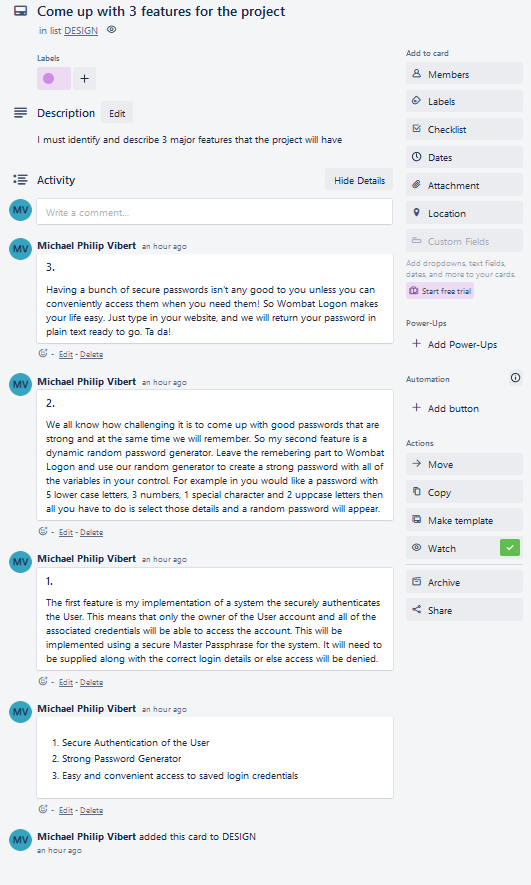 Come up with 3 features for the project
in list DESIGN
Labels
Description
Edit
I must identify and describe 3 major features that the project will have
Activity
Hide Details
MV
Write a comment...
MV
Michael Philip Vibert an hour ago
3.
Having a bunch of secure passwords isn't any good to you unless you can
conveniently access them when you need them! So Wombat Logon makes
your life easy. Just type in your website, and we will return your password in
plain text ready to go. Ta da!
- Edit - Delete
MV
Michael Philip Vibert an hour ago
2.
We all know how challenging it is to come up with good passwords that are
strong and at the same time we will remember. So my second feature is a
dynamic random password generator. Leave the remebering part to Wombat
Logon and use our random generator to create a strong password with all of
the variables in your control. For example in you would like a password with
5 lower case letters, 3 numbers, 1 special character and 2 uppcase letters then
all you have to do is select those details and a random password will appear.
- Edit - Delete
MV
Michael Philip Vibert an hour ago
1.
The first feature is my implementation of a system the securely authenticates
the User. This means that only the owner of the User account and all of the
associated credentials will be able to access the account. This will be
implemented using a secure Master Passphrase for the system. It will need to
be supplied along with the correct login details or else access will be denied.
- Edit - Delete
MV
Michael Philip Vibert an hour ago
1. Secure Authentication of the User
2. Strong Password Generator
3. Easy and convenient access to saved login credentials
- Edit - Delete
MV
Michael Philip Vibert added this card to DESIGN
an hour ago
Add to card
Members
Labels
Checklist
Dates
Attachment
Location
Custom Fields
Add dropdowns, text fields,
dates, and more to your cards.
Start free trial
Power-Ups
+ Add Power-Ups
Automation
+ Add button
Actions
Move
Copy
Make template
Watch
Archive
Share